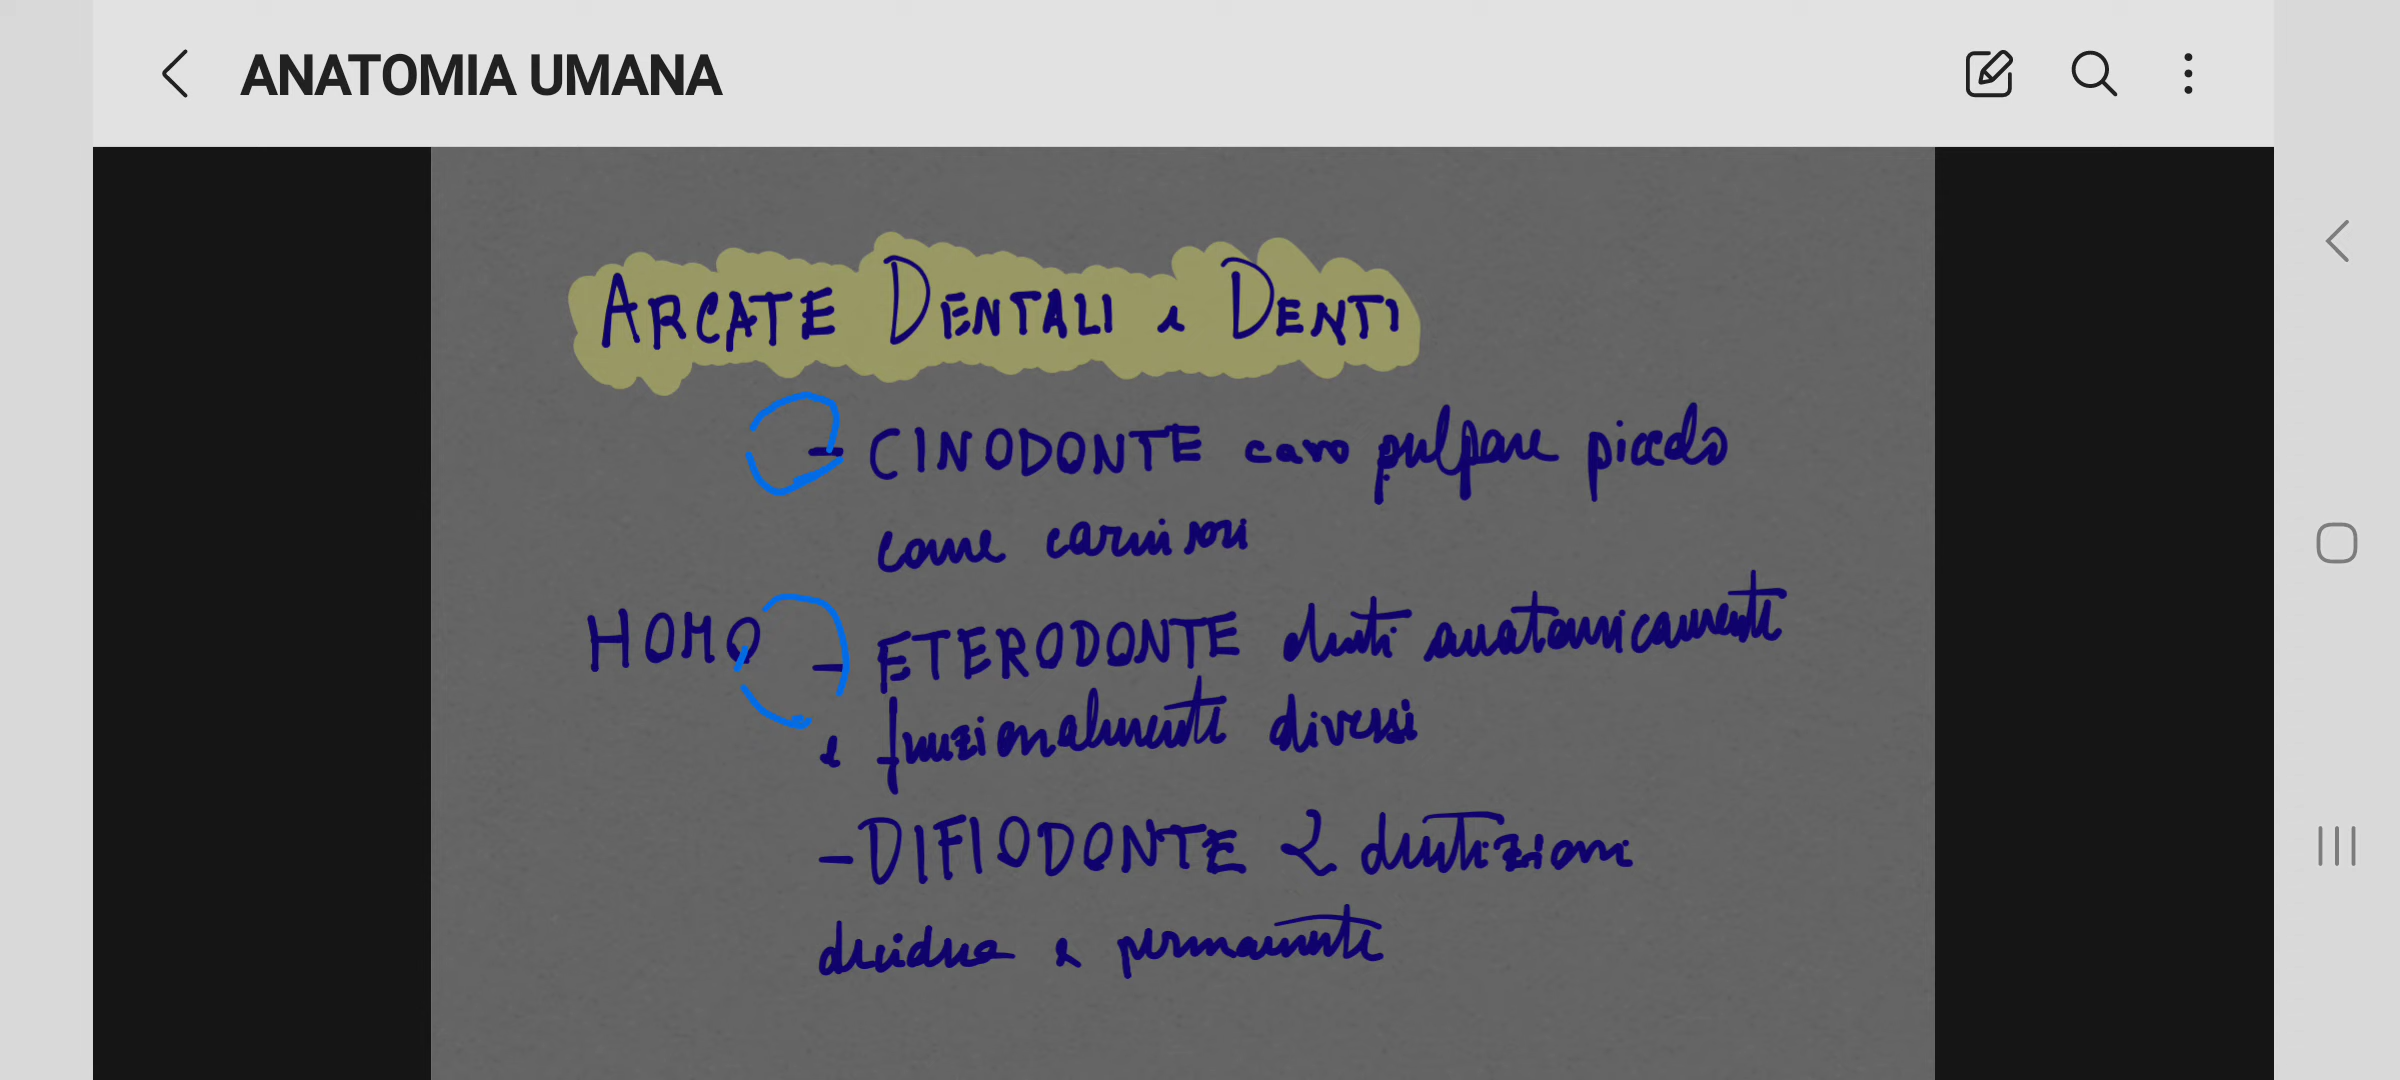 ANATOMIA UMANA
ARCATE DENTALI e DENTI
- CINODONTE cavo pulpare piccolo
come carnivori
HOMO - ETERODONTE denti anatomicamente
e funzionalmente diversi
- DIFIODONTE 2 dentizioni
decidua e permanente